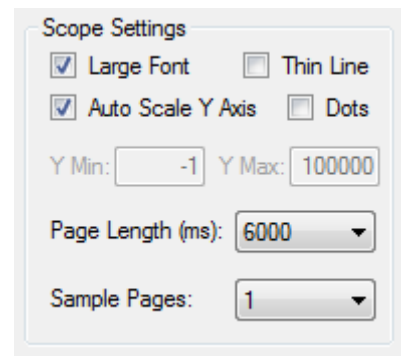 Scope Settings
Large Font Thin Line
Auto Scale Y Axis Dots
Y Min: -1 Y Max: 100000
Page Length (ms): 6000
Sample Pages: 1